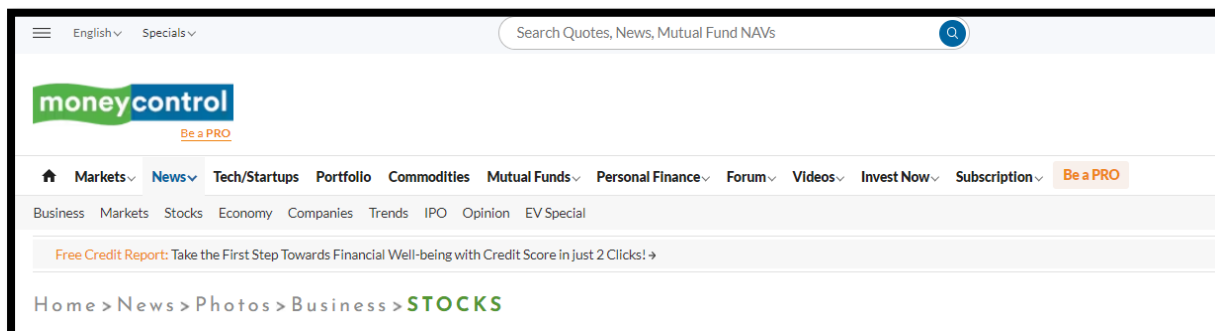 English Specials Search Quotes, News, Mutual Fund NAVs
moneycontrol
Be a PRO
Markets News Tech/Startups Portfolio Commodities Mutual Funds Personal Finance Forum Videos Invest Now Subscription Be a PRO
Business Markets Stocks Economy Companies Trends IPO Opinion EV Special
Free Credit Report: Take the First Step Towards Financial Well-being with Credit Score in just 2 Clicks!
Home > News > Photos > Business > STOCKS